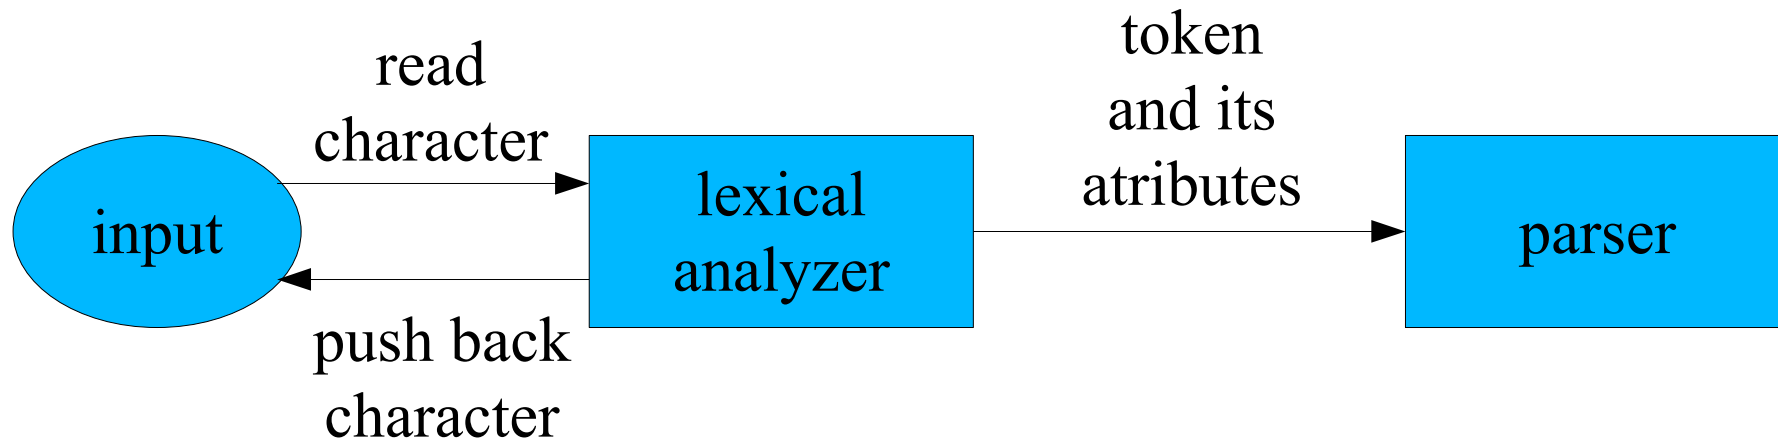 read
character
input
push back
character
lexical
analyzer
token
and its
atributes
parser